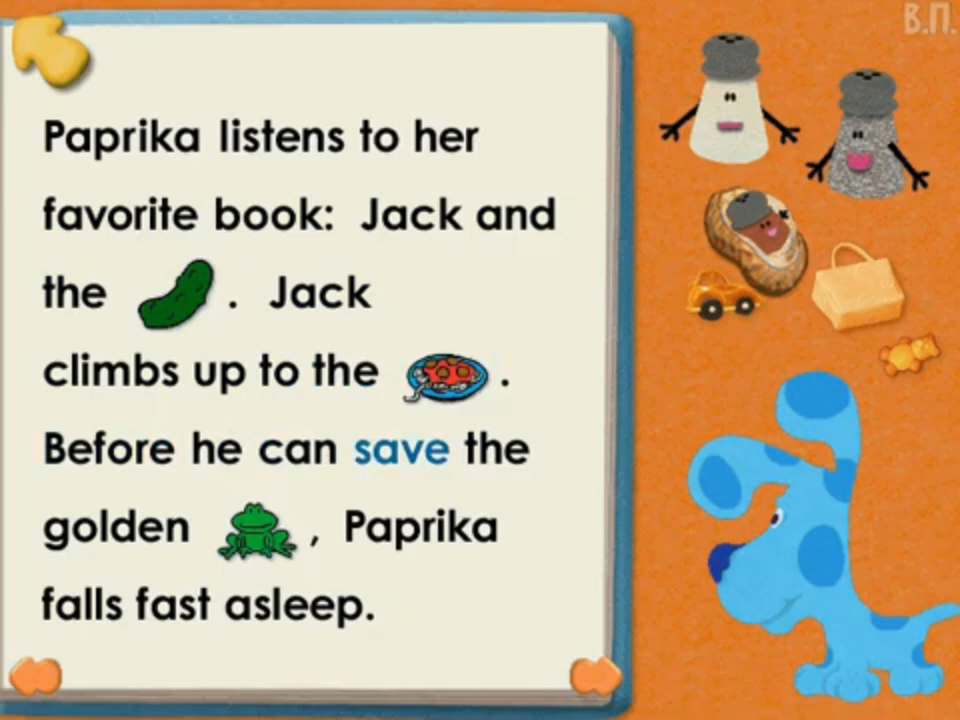 В.П.
Paprika listens to her
favorite book: Jack and
the . Jack
climbs up to the .
Before he can save the
golden , Paprika
falls fast asleep.